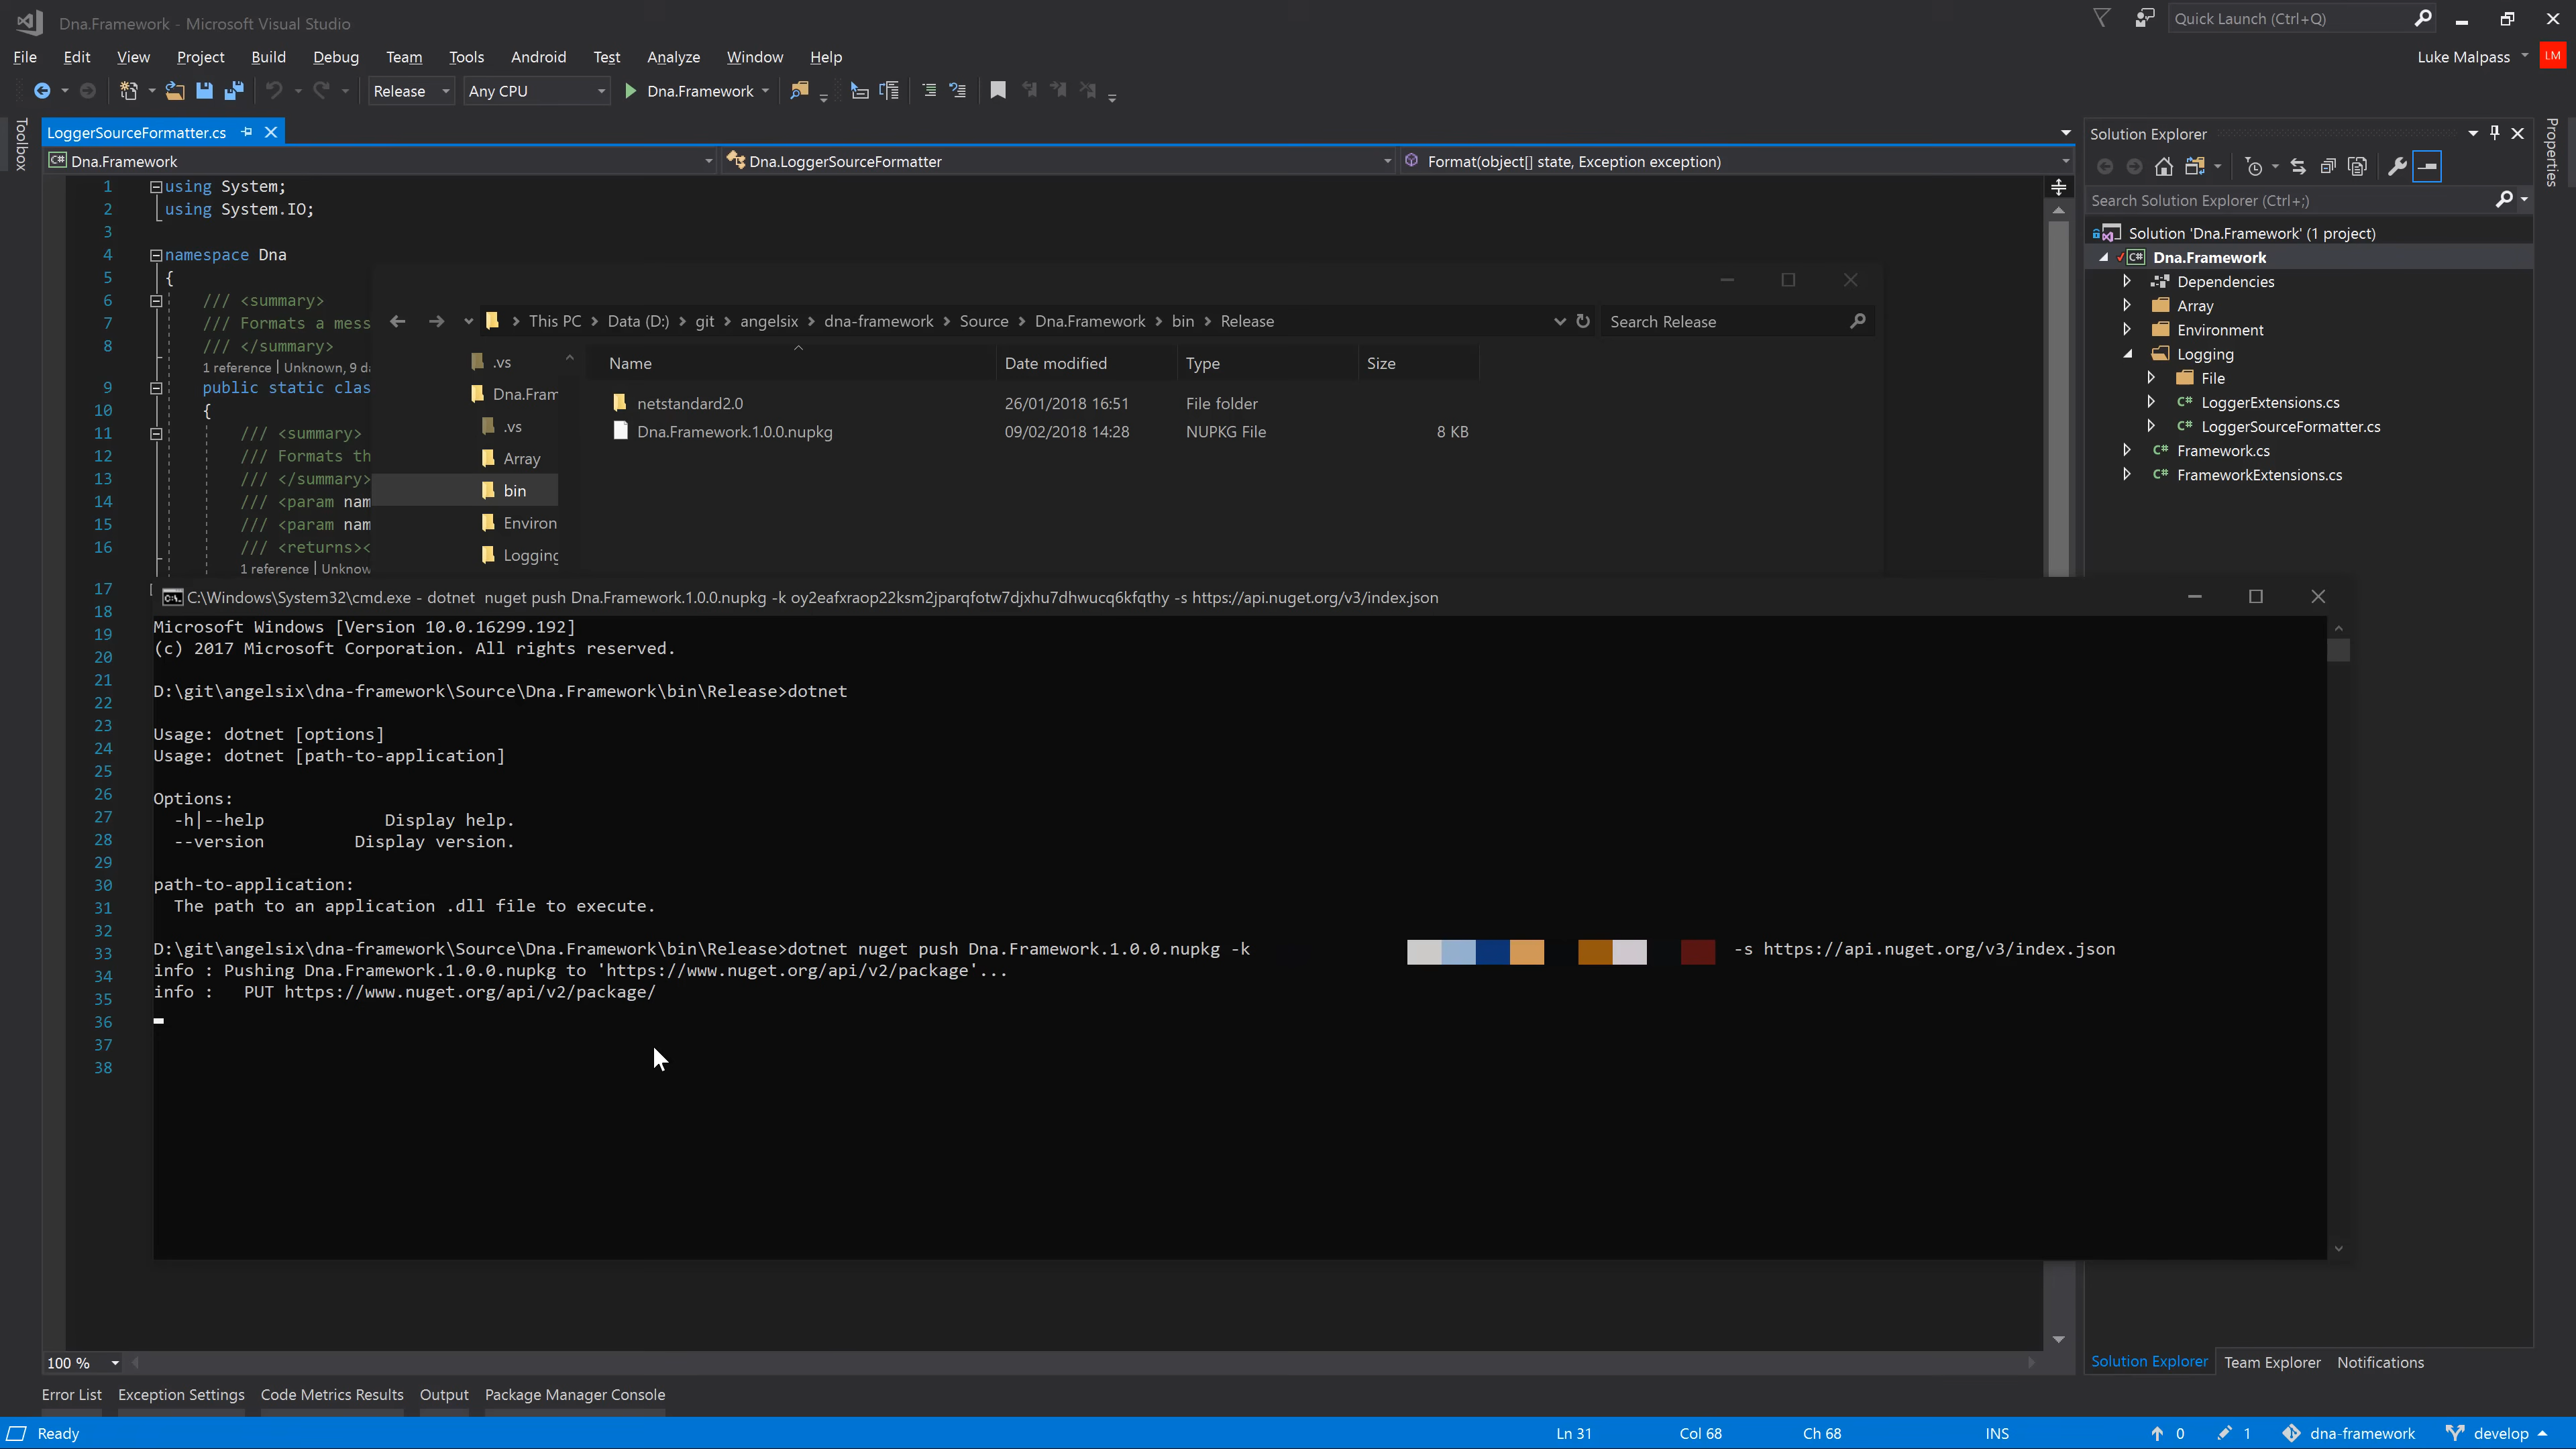 Dna.Framework - Microsoft Visual Studio
Quick Launch (Ctrl+Q)
File Edit View Project Build Debug Team Tools Android Test Analyze Window Help
Luke Malpass LM
Release Any CPU Dna.Framework
Toolbox
LoggerSourceFormatter.cs
Dna.Framework Dna.LoggerSourceFormatter Format(object[] state, Exception exception)
1 using System;
2 using System.IO;
3
4 namespace Dna
5 {
6 /// <summary>
7 /// Formats a mess
8 /// </summary>
1 reference | Unknown, 9 da
9 public static clas
10 {
11 /// <summary>
12 /// Formats th
13 /// </summary>
14 /// <param nam
15 /// <param nam
16 /// <returns><
1 reference | Unknow
17
18
19
20
21
22
23
24
25
26
27
28
29
30
31
32
33
34
35
36
37
38
This PC > Data (D:) > git > angelsix > dna-framework > Source > Dna.Framework > bin > Release
Search Release
.vs
Dna.Fram
.vs
Array
bin
Environ
Logging
Name Date modified Type Size
netstandard2.0 26/01/2018 16:51 File folder
Dna.Framework.1.0.0.nupkg 09/02/2018 14:28 NUPKG File 8 KB
C:\Windows\System32\cmd.exe - dotnet  nuget push Dna.Framework.1.0.0.nupkg -k oy2eafxraop22ksm2jparqfotw7djxhu7dhwucq6kfqthy -s https://api.nuget.org/v3/index.json
Microsoft Windows [Version 10.0.16299.192]
(c) 2017 Microsoft Corporation. All rights reserved.
D:\git\angelsix\dna-framework\Source\Dna.Framework\bin\Release>dotnet
Usage: dotnet [options]
Usage: dotnet [path-to-application]
Options:
-h|--help Display help.
--version Display version.
path-to-application:
The path to an application .dll file to execute.
D:\git\angelsix\dna-framework\Source\Dna.Framework\bin\Release>dotnet nuget push Dna.Framework.1.0.0.nupkg -k -s https://api.nuget.org/v3/index.json
info : Pushing Dna.Framework.1.0.0.nupkg to 'https://www.nuget.org/api/v2/package'...
info :   PUT https://www.nuget.org/api/v2/package/
Solution Explorer
Search Solution Explorer (Ctrl+;)
Solution 'Dna.Framework' (1 project)
Dna.Framework
Dependencies
Array
Environment
Logging
File
LoggerExtensions.cs
LoggerSourceFormatter.cs
Framework.cs
FrameworkExtensions.cs
Properties
100 %
Solution Explorer Team Explorer Notifications
Error List Exception Settings Code Metrics Results Output Package Manager Console
Ready Ln 31 Col 68 Ch 68 INS 0 1 dna-framework develop